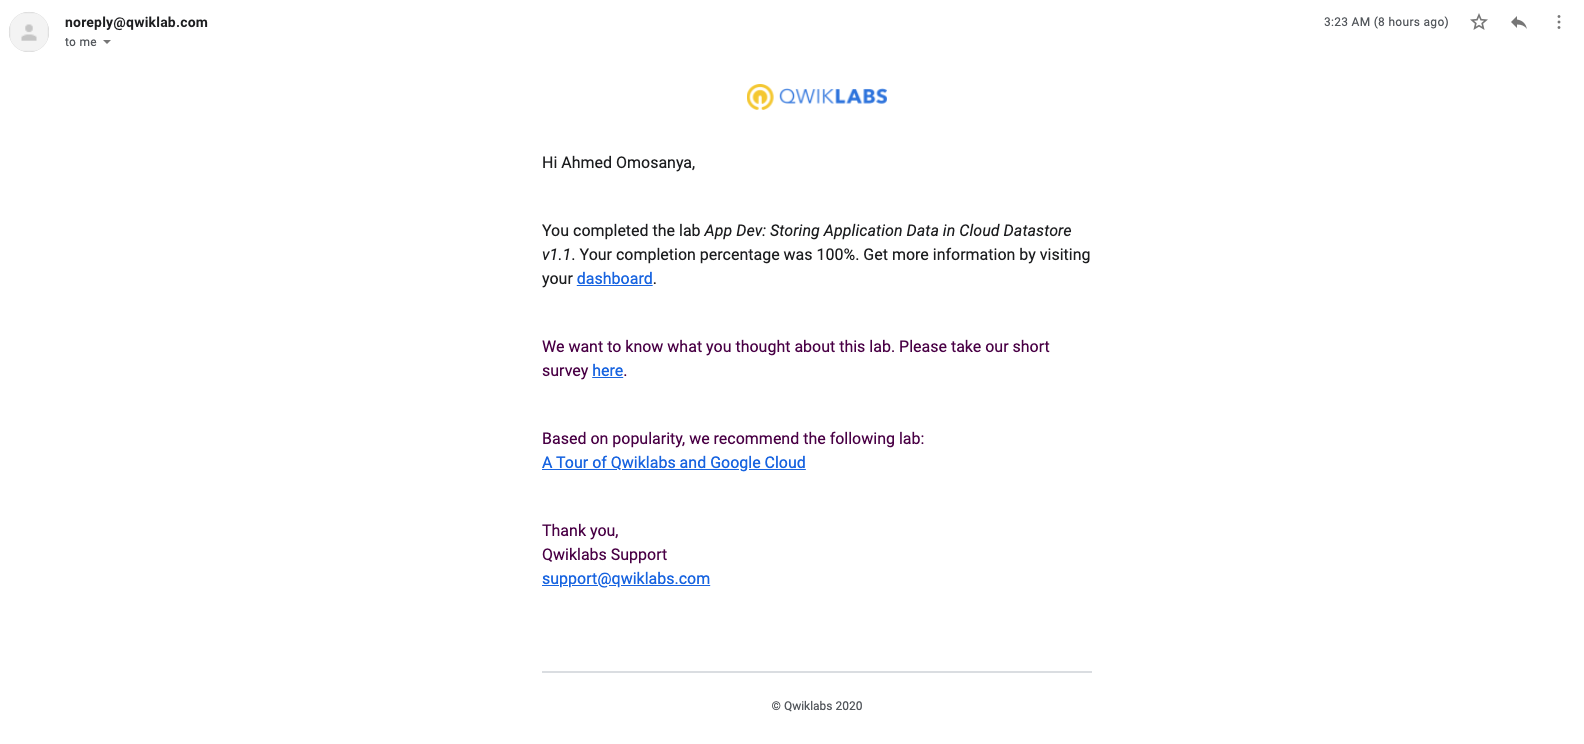 noreply@qwiklab.com
3:23 AM (8 hours ago)
to me
QWIKLABS
Hi Ahmed Omosanya,
You completed the lab App Dev: Storing Application Data in Cloud Datastore
v1.1. Your completion percentage was 100%. Get more information by visiting
your dashboard.
We want to know what you thought about this lab. Please take our short
survey here.
Based on popularity, we recommend the following lab:
A Tour of Qwiklabs and Google Cloud
Thank you,
Qwiklabs Support
support@qwiklabs.com
© Qwiklabs 2020